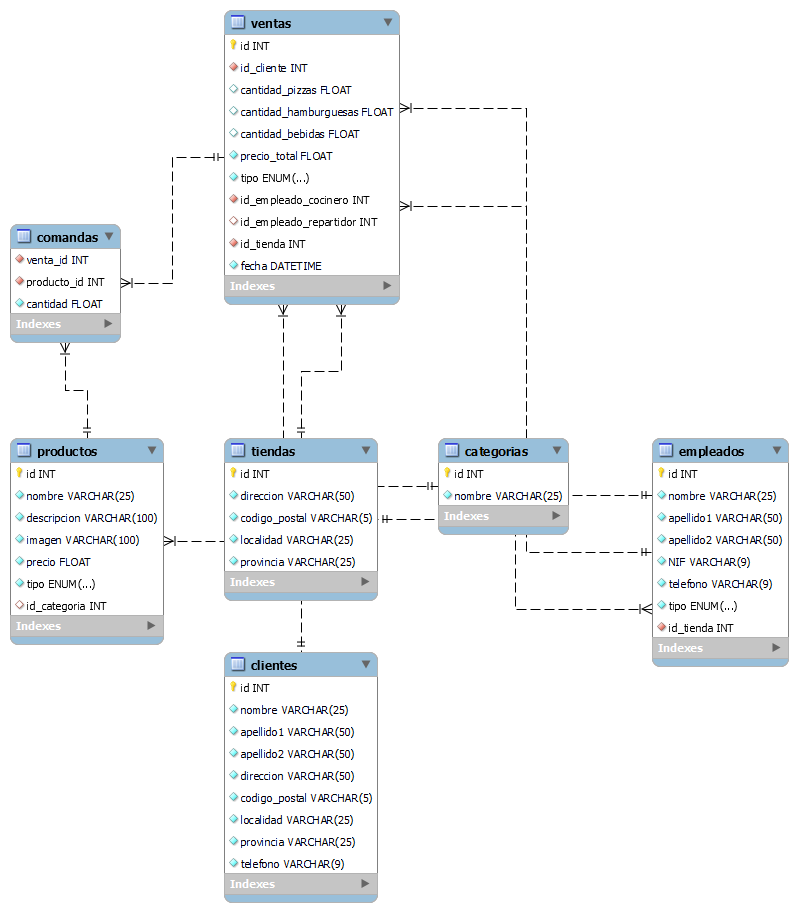 ventas
id INT
id_cliente INT
cantidad_pizzas FLOAT
cantidad_hamburguesas FLOAT
cantidad_bebidas FLOAT
precio_total FLOAT
tipo ENUM(...)
id_empleado_cocinero INT
id_empleado_repartidor INT
id_tienda INT
fecha DATETIME
Indexes
comandas
venta_id INT
producto_id INT
cantidad FLOAT
Indexes
productos
id INT
nombre VARCHAR(25)
descripcion VARCHAR(100)
imagen VARCHAR(100)
precio FLOAT
tipo ENUM(...)
id_categoria INT
Indexes
tiendas
id INT
direccion VARCHAR(50)
codigo_postal VARCHAR(5)
localidad VARCHAR(25)
provincia VARCHAR(25)
Indexes
categorias
id INT
nombre VARCHAR(25)
Indexes
empleados
id INT
nombre VARCHAR(25)
apellido1 VARCHAR(50)
apellido2 VARCHAR(50)
NIF VARCHAR(9)
telefono VARCHAR(9)
tipo ENUM(...)
id_tienda INT
Indexes
clientes
id INT
nombre VARCHAR(25)
apellido1 VARCHAR(50)
apellido2 VARCHAR(50)
direccion VARCHAR(50)
codigo_postal VARCHAR(5)
localidad VARCHAR(25)
provincia VARCHAR(25)
telefono VARCHAR(9)
Indexes